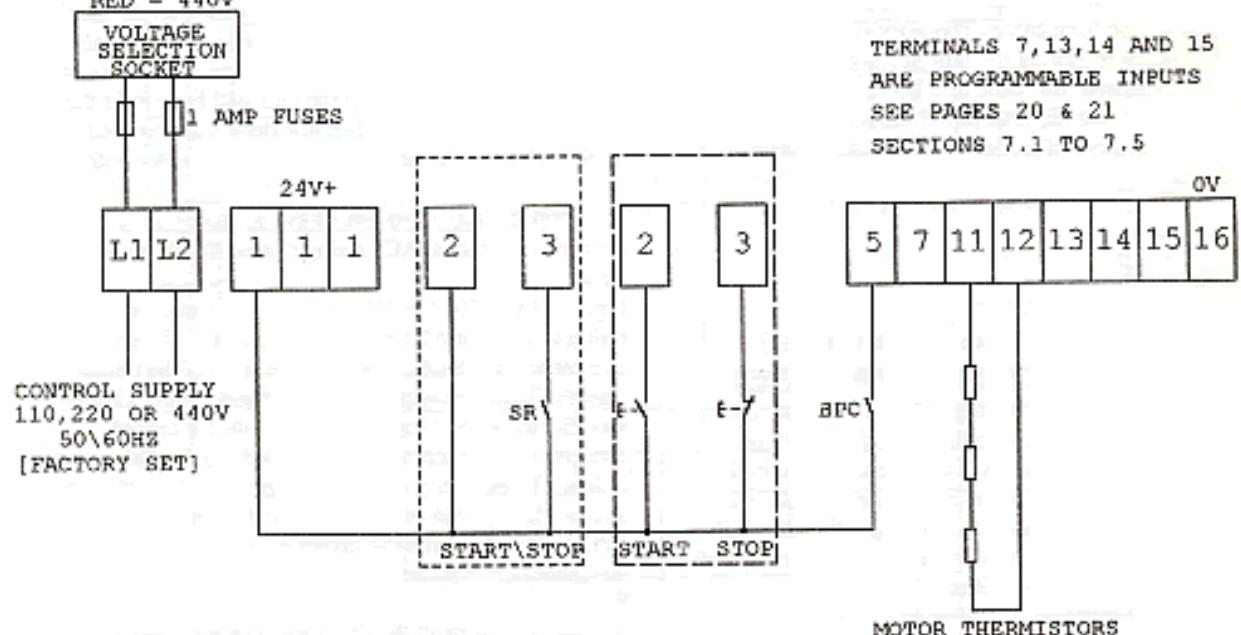 RED - 440V
VOLTAGE
SELECTION
SOCKET
1 AMP FUSES
TERMINALS 7,13,14 AND 15
ARE PROGRAMMABLE INPUTS
SEE PAGES 20 & 21
SECTIONS 7.1 TO 7.5
24V+
0V
L1 L2
1 1 1
2
3
2
3
5 7 11 12 13 14 15 16
CONTROL SUPPLY
110,220 OR 440V
50\60HZ
[FACTORY SET]
SR
E
E
BPC
START\STOP
START STOP
MOTOR THERMISTORS